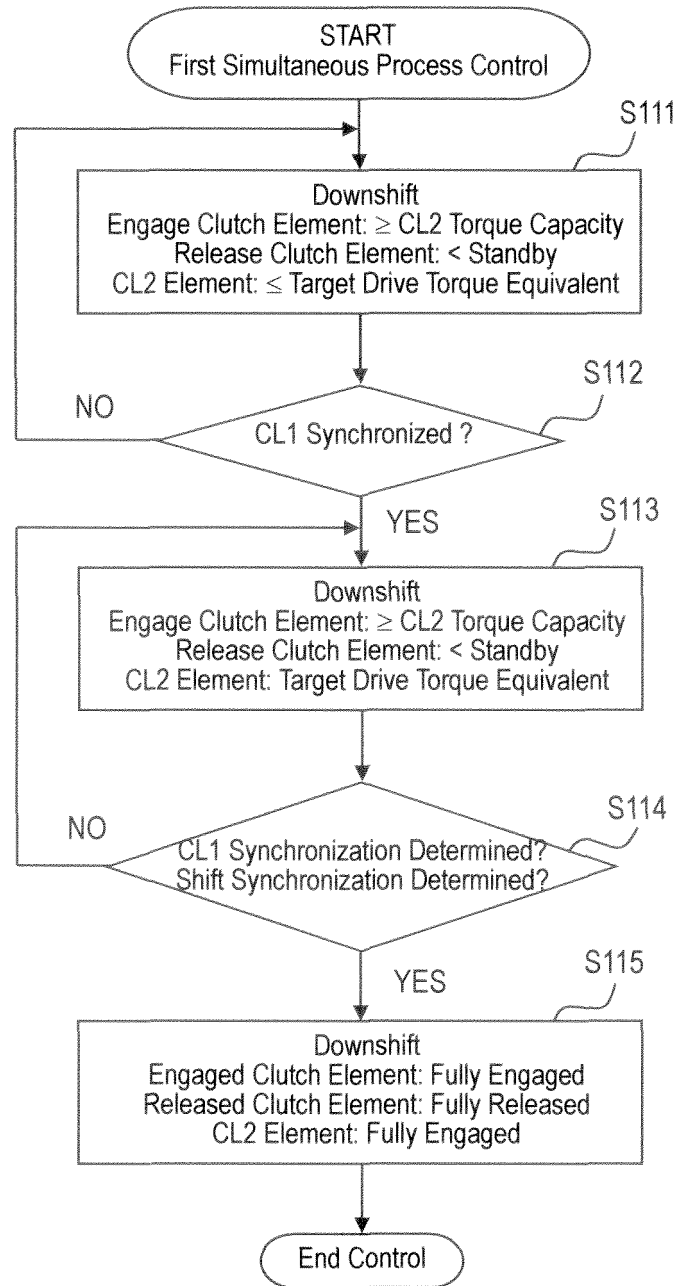 START
First Simultaneous Process Control
S111
Downshift
Engage Clutch Element: ≥ CL2 Torque Capacity
Release Clutch Element: < Standby
CL2 Element: ≤ Target Drive Torque Equivalent
S112
NO
CL1 Synchronized ?
YES
S113
Downshift
Engage Clutch Element: ≥ CL2 Torque Capacity
Release Clutch Element: < Standby
CL2 Element: Target Drive Torque Equivalent
S114
NO
CL1 Synchronization Determined?
Shift Synchronization Determined?
YES
S115
Downshift
Engaged Clutch Element: Fully Engaged
Released Clutch Element: Fully Released
CL2 Element: Fully Engaged
End Control